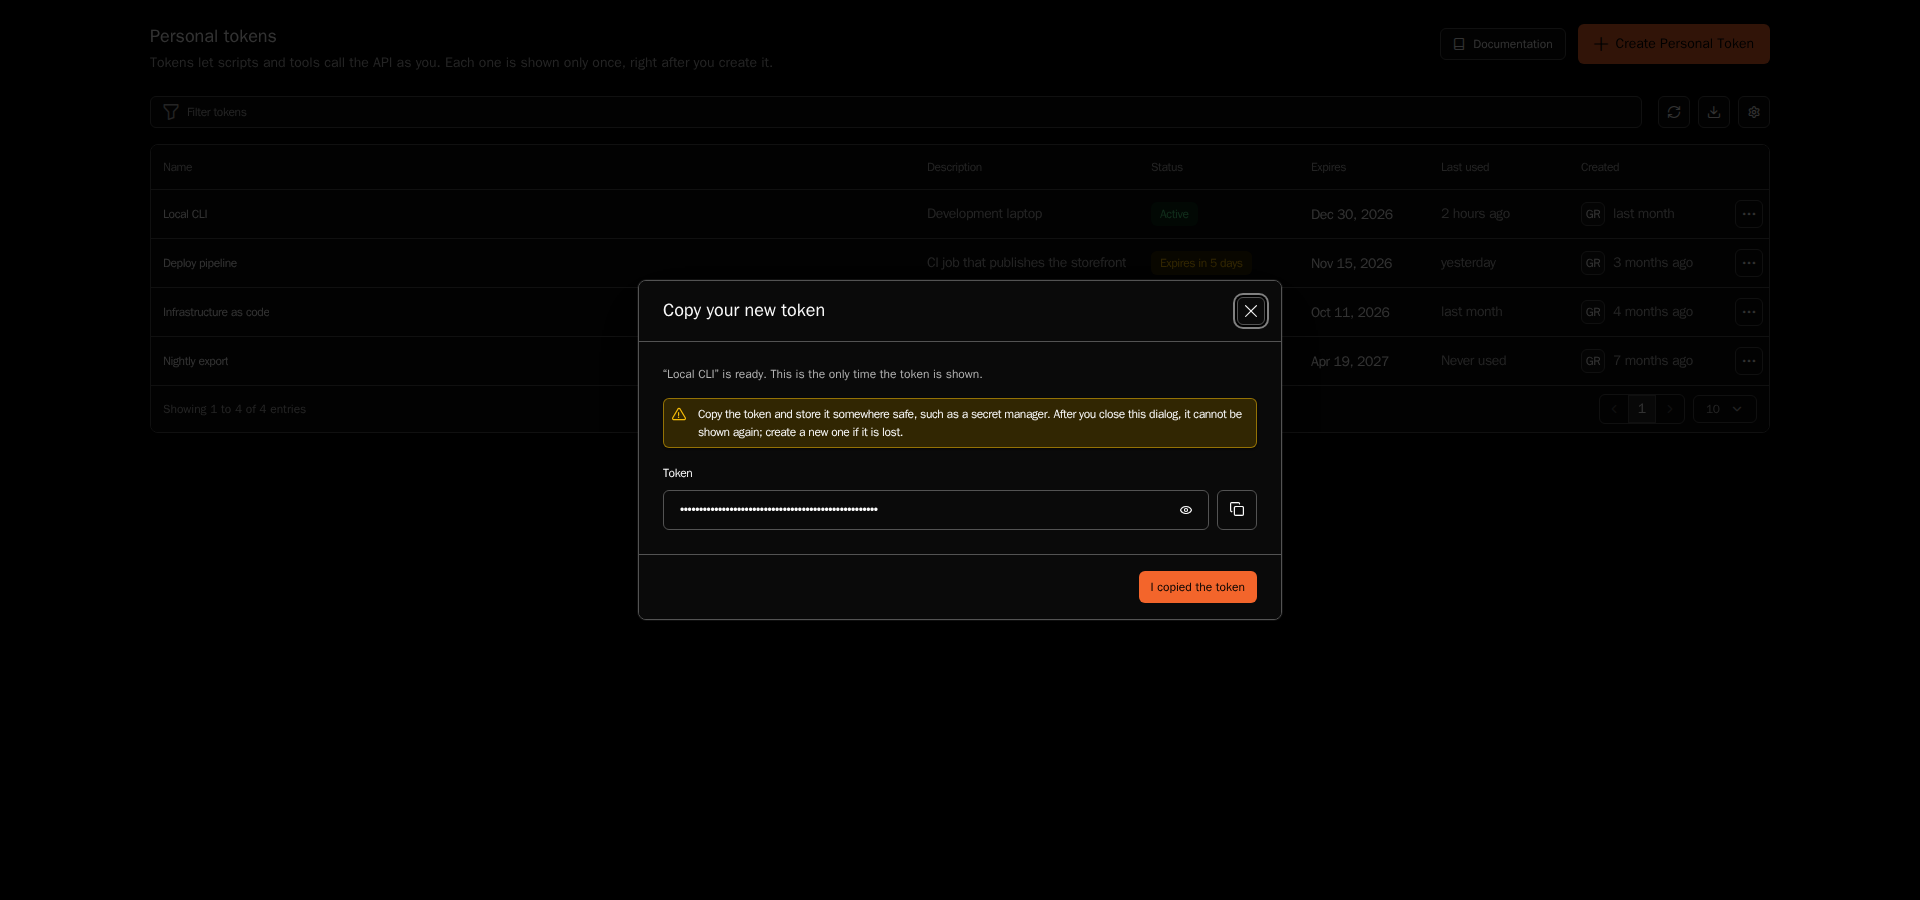 Personal tokens
Tokens let scripts and tools call the API as you. Each one is shown only once, right after you create it.
Documentation
Create Personal Token
Filter tokens
Name Description Status Expires Last used Created
Local CLI Development laptop Active Dec 30, 2026 2 hours ago GR last month
Deploy pipeline CI job that publishes the storefront Expires in 5 days Nov 15, 2026 yesterday GR 3 months ago
Infrastructure as code Oct 11, 2026 last month GR 4 months ago
Nightly export Apr 19, 2027 Never used GR 7 months ago
Showing 1 to 4 of 4 entries 1 10
Copy your new token
“Local CLI” is ready. This is the only time the token is shown.
Copy the token and store it somewhere safe, such as a secret manager. After you close this dialog, it cannot be
shown again; create a new one if it is lost.
Token
I copied the token